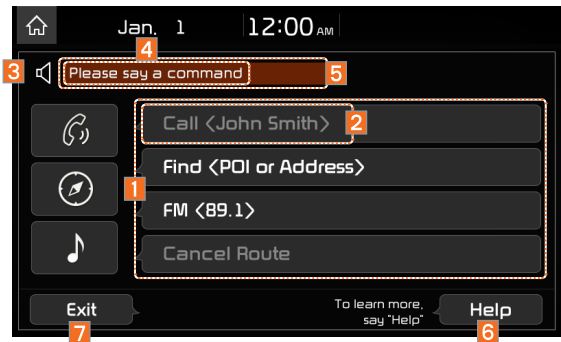 Jan. 1 12:00 AM
4
3 Please say a command 5
Call <John Smith> 2
Find <POI or Address>
1
FM <89.1>
Cancel Route
Exit To learn more, say "Help" Help
7 6